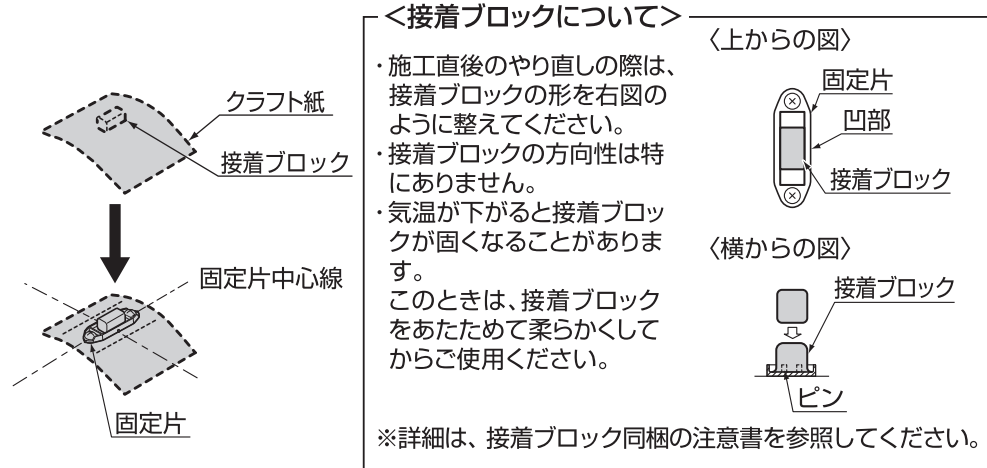 クラフト紙
接着ブロック
固定片中心線
固定片
＜接着ブロックについて＞
・施工直後のやり直しの際は、
接着ブロックの形を右図の
ように整えてください。
・接着ブロックの方向性は特
にありません。
・気温が下がると接着ブロッ
クが固くなることがありま
す。
このときは、接着ブロック
をあたためて柔らかくして
からご使用ください。
〈上からの図〉
固定片
凹部
接着ブロック
〈横からの図〉
接着ブロック
ピン
※詳細は、接着ブロック同梱の注意書を参照してください。